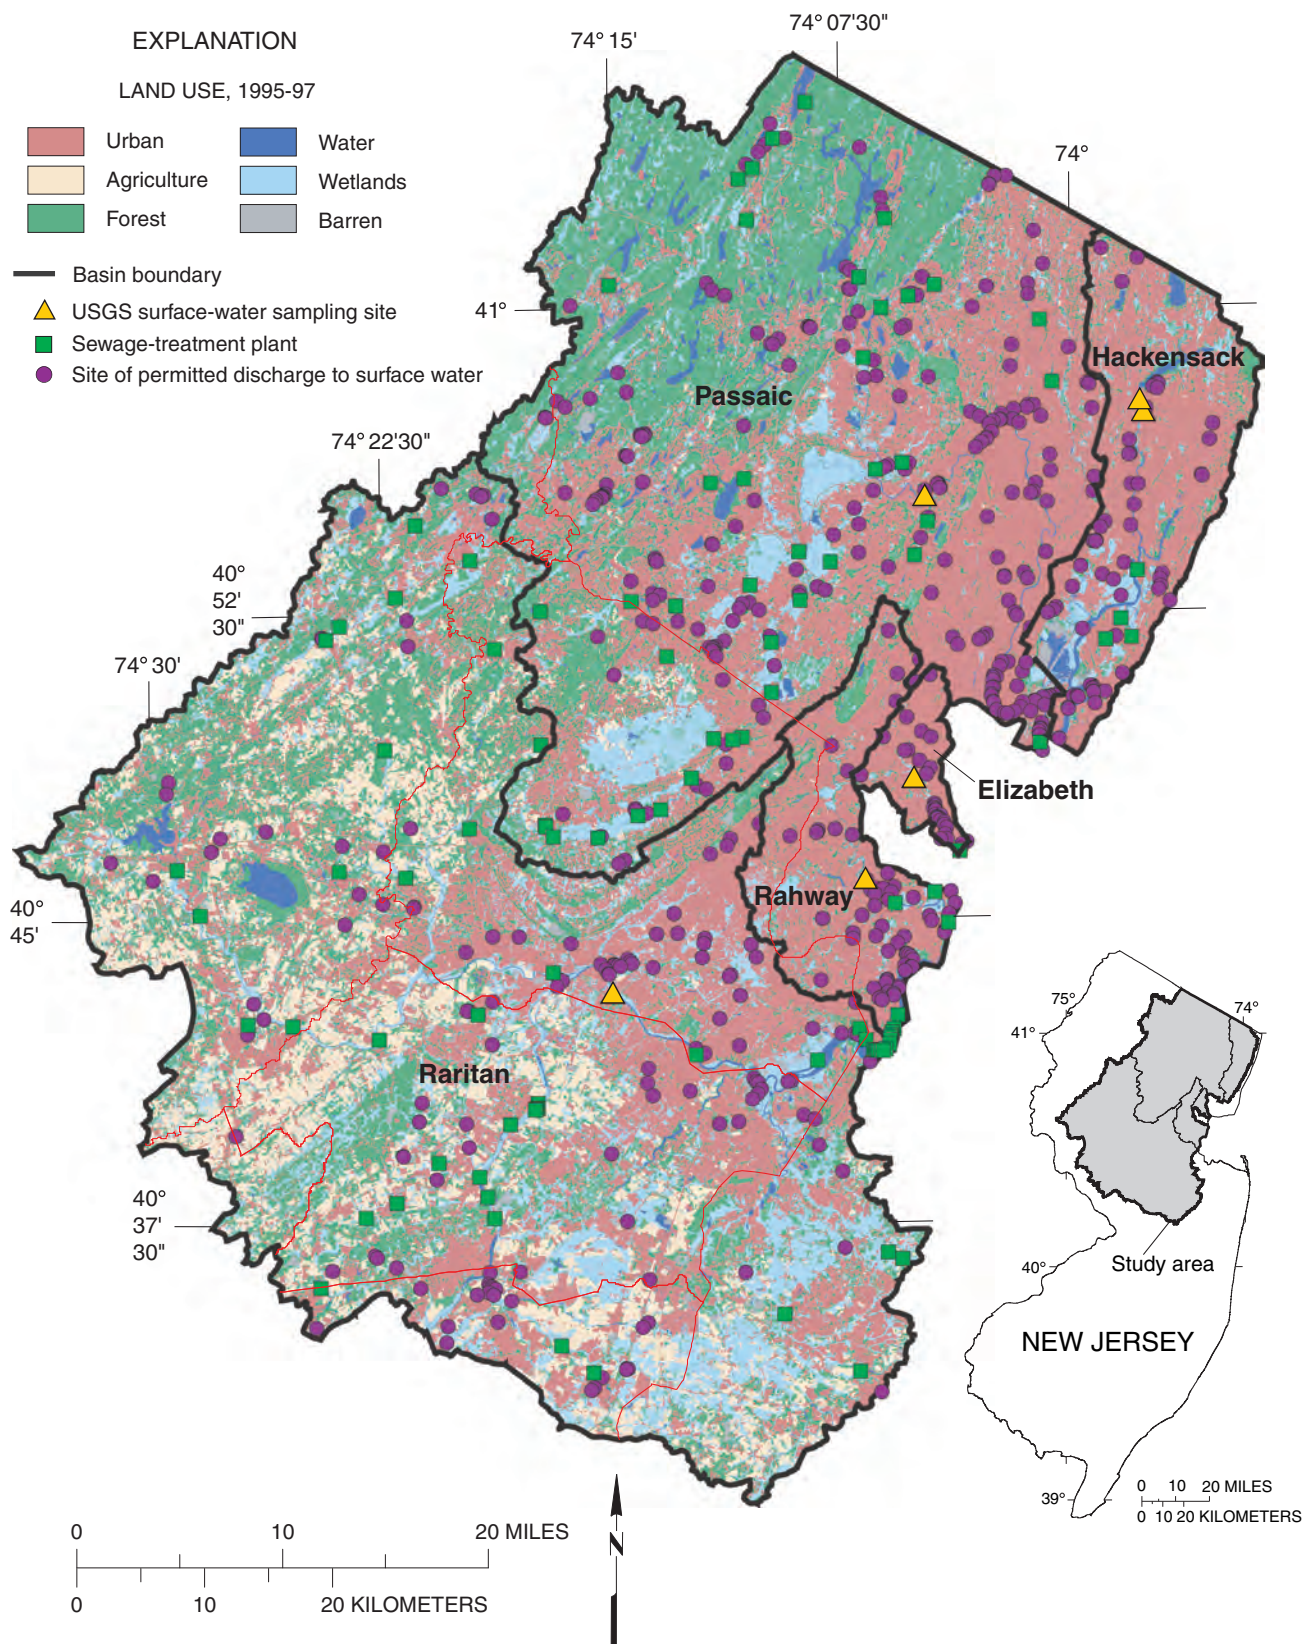 EXPLANATION
LAND USE, 1995-97
Urban
Agriculture
Forest
Water
Wetlands
Barren
Basin boundary
USGS surface-water sampling site
Sewage-treatment plant
Site of permitted discharge to surface water
74° 15'
74° 07'30"
74°
41°
74° 22'30"
40°
52'
30"
74° 30'
40°
45'
40°
37'
30"
Hackensack
Passaic
Elizabeth
Rahway
Raritan
0 10 20 MILES
0 10 20 KILOMETERS
N
75°
74°
41°
40°
39°
Study area
NEW JERSEY
0 10 20 MILES
0 10 20 KILOMETERS